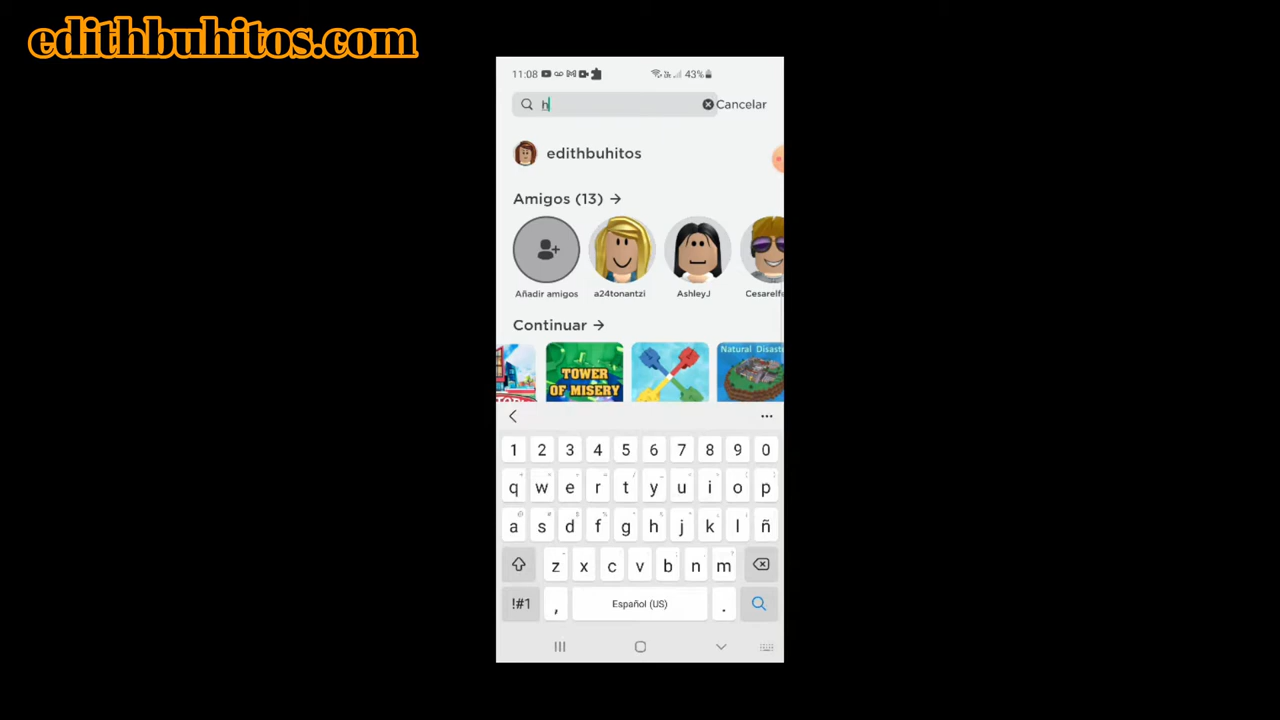 edithbuhitos.com
11:08 43%
h Cancelar
edithbuhitos
Amigos (13)
Añadir amigos a24tonantzi AshleyJ Cesarelf
Continuar
TOWER OF MISERY Natural Disast
1 2 3 4 5 6 7 8 9 0
q w e r t y u i o p
a s d f g h j k l ñ
z x c v b n m
!#1 , Español (US) .